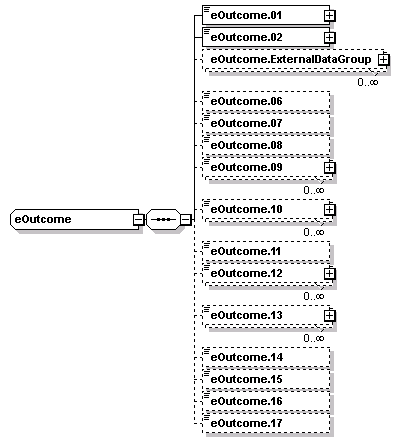 eOutcome.01
eOutcome.02
eOutcome.ExternalDataGroup
0..∞
eOutcome.06
eOutcome.07
eOutcome.08
eOutcome.09
0..∞
eOutcome.10
0..∞
eOutcome
eOutcome.11
eOutcome.12
0..∞
eOutcome.13
0..∞
eOutcome.14
eOutcome.15
eOutcome.16
eOutcome.17